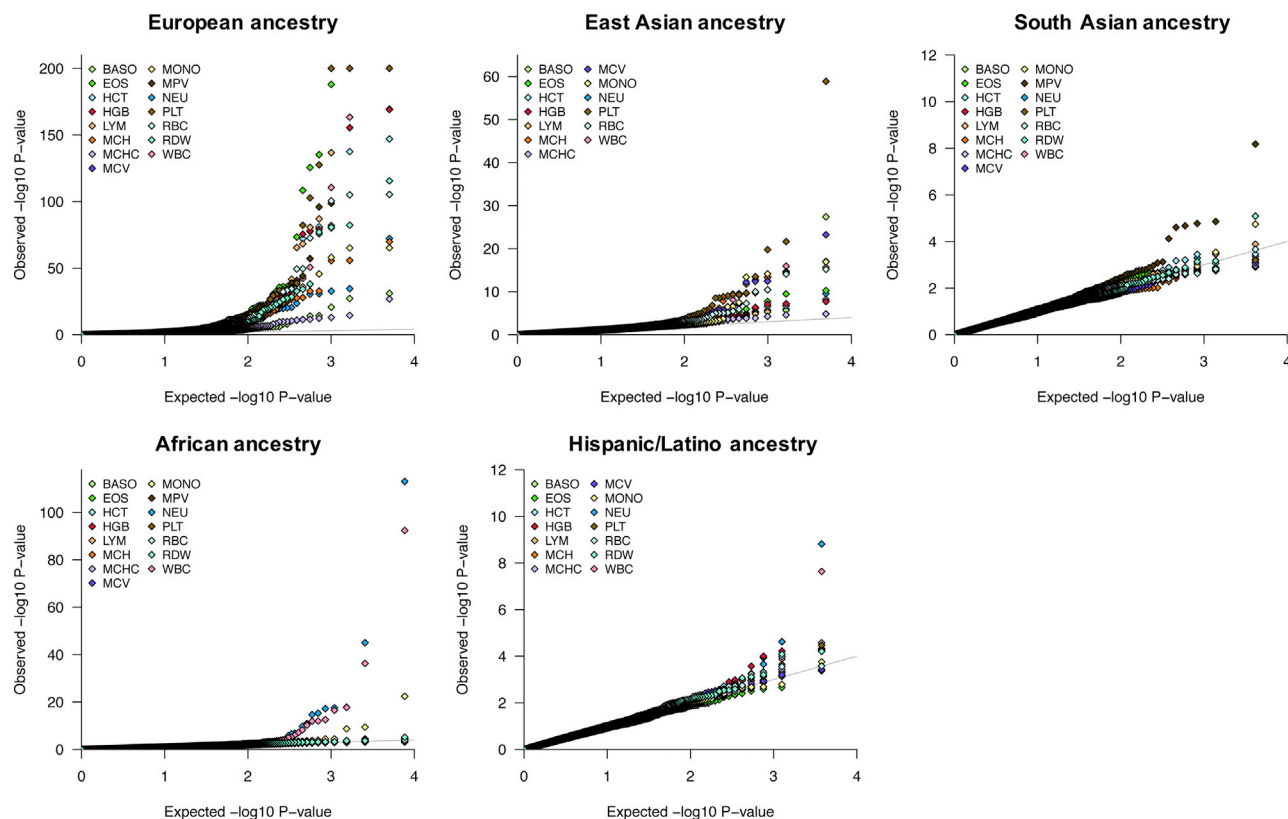 European ancestry
200
150
100
50
0
0 1 2 3 4
Observed −log10 P−value
Expected −log10 P−value
BASO MONO
EOS MPV
HCT NEU
HGB PLT
LYM RBC
MCH RDW
MCHC WBC
MCV
East Asian ancestry
60
50
40
30
20
10
0
0 1 2 3 4
Observed −log10 P−value
Expected −log10 P−value
BASO MCV
EOS MONO
HCT NEU
HGB PLT
LYM RBC
MCH RDW
MCHC WBC
South Asian ancestry
12
10
8
6
4
2
0
0 1 2 3 4
Observed −log10 P−value
Expected −log10 P−value
BASO MONO
EOS MPV
HCT NEU
HGB PLT
LYM RBC
MCH RDW
MCHC WBC
MCV
African ancestry
100
80
60
40
20
0
0 1 2 3 4
Observed −log10 P−value
Expected −log10 P−value
BASO MONO
EOS MPV
HCT NEU
HGB PLT
LYM RBC
MCH RDW
MCHC WBC
MCV
Hispanic/Latino ancestry
12
10
8
6
4
2
0
0 1 2 3 4
Observed −log10 P−value
Expected −log10 P−value
BASO MCV
EOS MONO
HCT NEU
HGB PLT
LYM RBC
MCH RDW
MCHC WBC